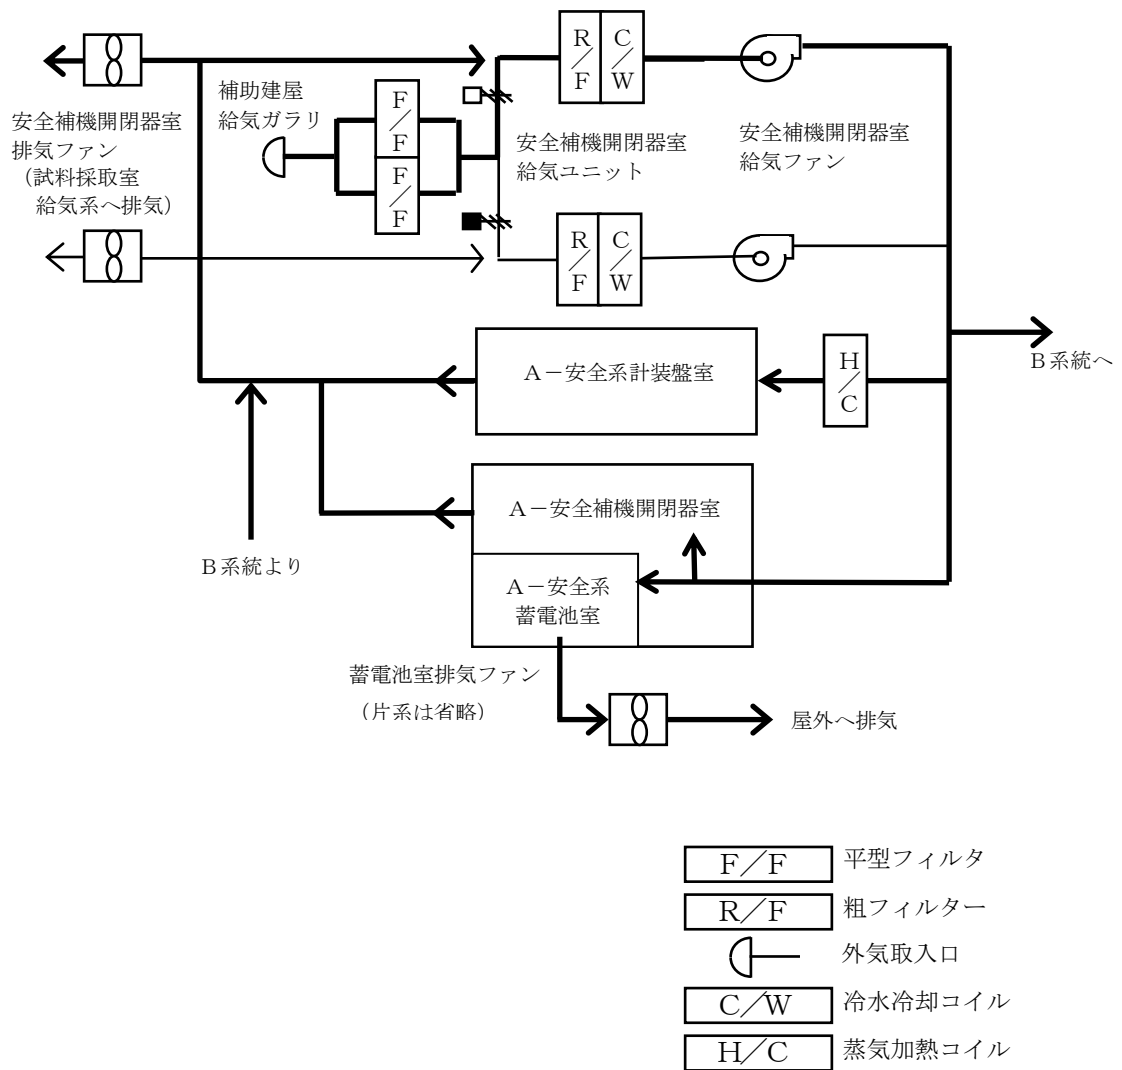 R/F
C/W
補助建屋
給気ガラリ
F/F
F/F
安全補機開閉器室
排気ファン
（試料採取室
給気系へ排気）
安全補機開閉器室
給気ユニット
安全補機開閉器室
給気ファン
R/F
C/W
B系統へ
A－安全系計装盤室
H/C
A－安全補機開閉器室
B系統より
A－安全系
蓄電池室
蓄電池室排気ファン
（片系は省略）
屋外へ排気
F/F 平型フィルタ
R/F 粗フィルター
外気取入口
C/W 冷水冷却コイル
H/C 蒸気加熱コイル